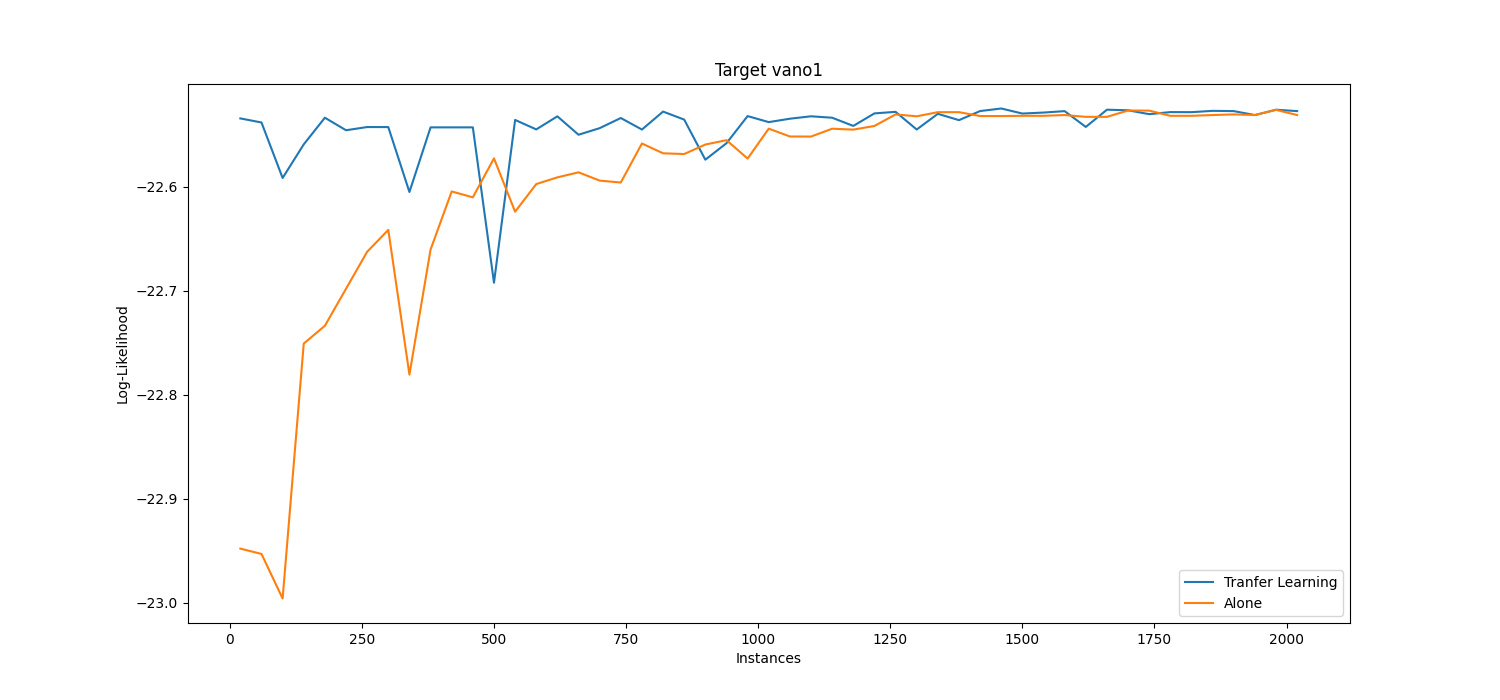 Target vano1
Log-Likelihood
−22.6
−22.7
−22.8
−22.9
−23.0
0 250 500 750 1000 1250 1500 1750 2000
Instances
Tranfer Learning
Alone